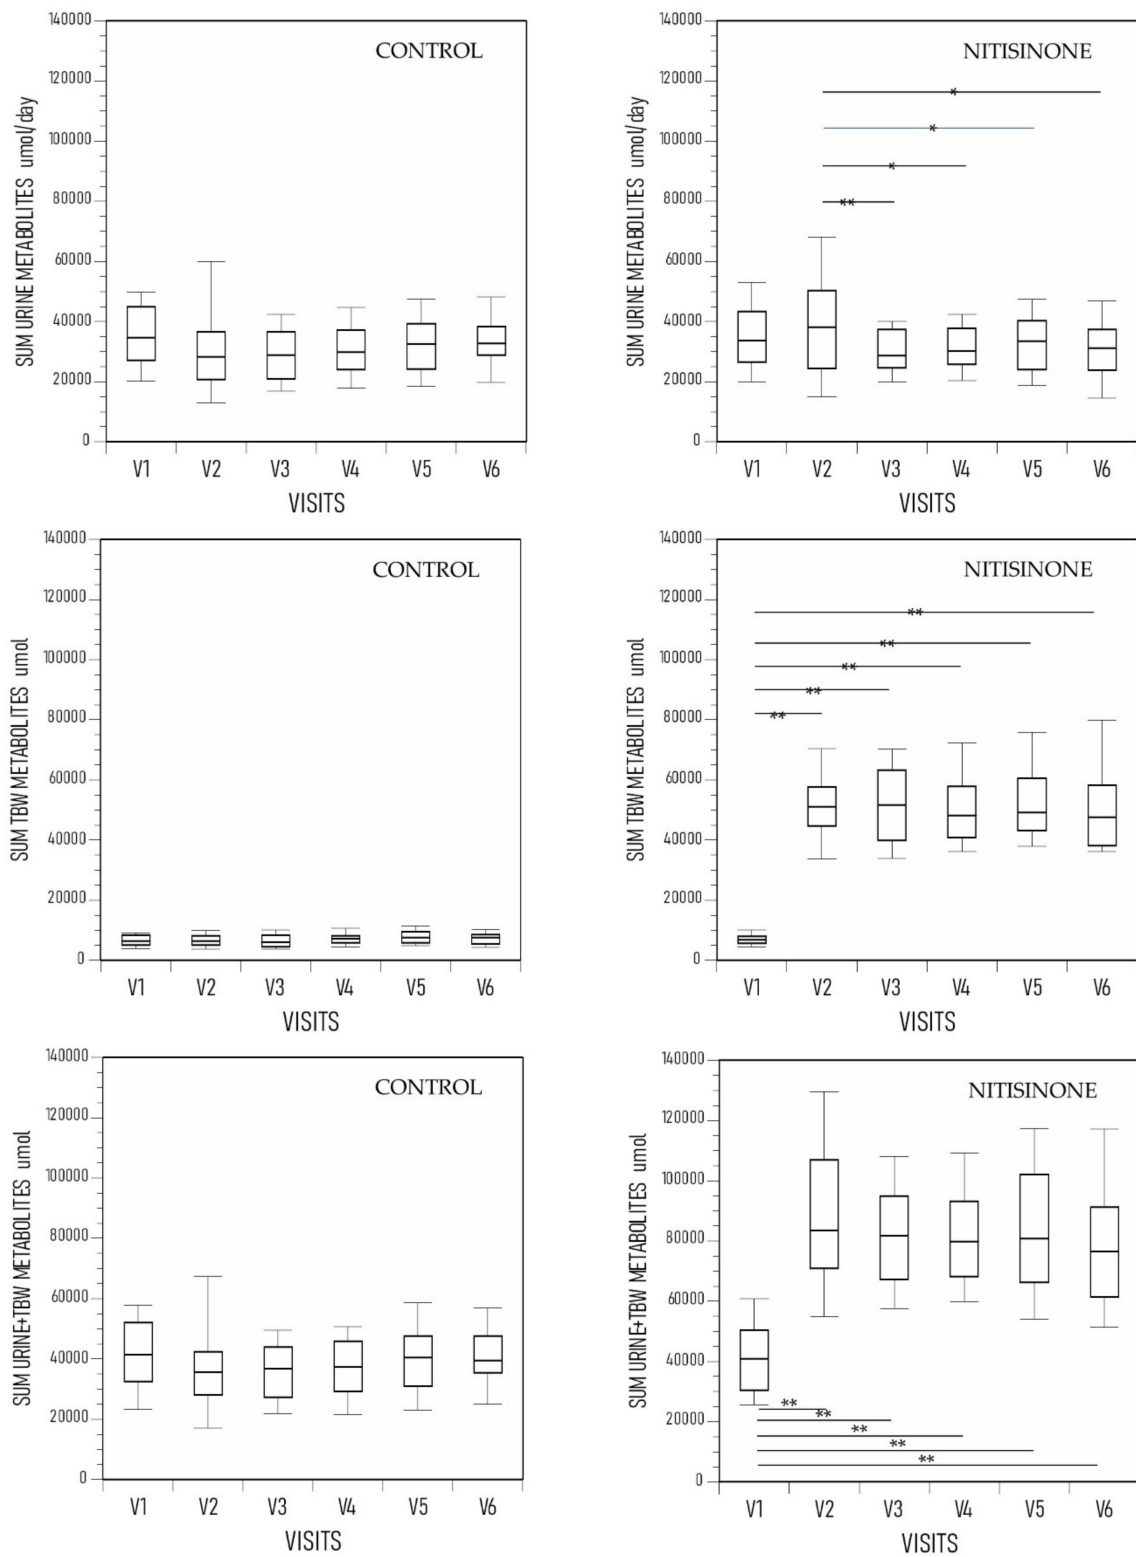 CONTROL
SUM URINE METABOLITES umol/day
140000
120000
100000
80000
60000
40000
20000
0
V1 V2 V3 V4 V5 V6
VISITS
NITISINONE
SUM URINE METABOLITES umol/day
140000
120000
100000
80000
60000
40000
20000
0
*
*
*
**
V1 V2 V3 V4 V5 V6
VISITS
CONTROL
SUM TBW METABOLITES umol
140000
120000
100000
80000
60000
40000
20000
0
V1 V2 V3 V4 V5 V6
VISITS
NITISINONE
SUM TBW METABOLITES umol
140000
120000
100000
80000
60000
40000
20000
0
**
**
**
**
**
V1 V2 V3 V4 V5 V6
VISITS
CONTROL
SUM URINE+TBW METABOLITES umol
140000
120000
100000
80000
60000
40000
20000
0
V1 V2 V3 V4 V5 V6
VISITS
NITISINONE
SUM URINE+TBW METABOLITES umol
140000
120000
100000
80000
60000
40000
20000
0
**
**
**
**
**
V1 V2 V3 V4 V5 V6
VISITS